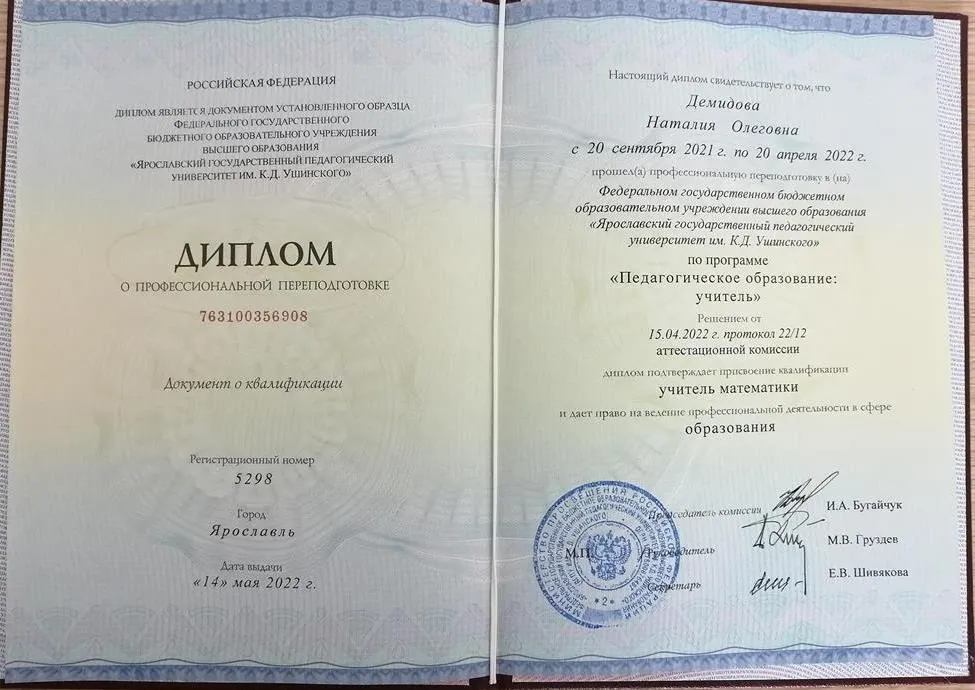 РОССИЙСКАЯ ФЕДЕРАЦИЯ
ДИПЛОМ ЯВЛЯЕТСЯ ДОКУМЕНТОМ УСТАНОВЛЕННОГО ОБРАЗЦА
ФЕДЕРАЛЬНОГО ГОСУДАРСТВЕННОГО
БЮДЖЕТНОГО ОБРАЗОВАТЕЛЬНОГО УЧРЕЖДЕНИЯ
ВЫСШЕГО ОБРАЗОВАНИЯ
«ЯРОСЛАВСКИЙ ГОСУДАРСТВЕННЫЙ ПЕДАГОГИЧЕСКИЙ
УНИВЕРСИТЕТ ИМ. К.Д. УШИНСКОГО»
ДИПЛОМ
О ПРОФЕССИОНАЛЬНОЙ ПЕРЕПОДГОТОВКЕ
763100356908
Документ о квалификации
Регистрационный номер
5298
Город
Ярославль
Дата выдачи
«14» мая 2022 г.
Настоящий диплом свидетельствует о том, что
Демидова
Наталия Олеговна
с 20 сентября 2021 г. по 20 апреля 2022 г.
прошел(а) профессиональную переподготовку в (на)
Федеральном государственном бюджетном
образовательном учреждении высшего образования
«Ярославский государственный педагогический
университет им. К.Д. Ушинского»
по программе
«Педагогическое образование:
учитель»
Решением от
15.04.2022 г. протокол 22/12
аттестационной комиссии
диплом подтверждает присвоение квалификации
учитель математики
и дает право на ведение профессиональной деятельности в сфере
образования
Председатель комиссии И.А. Бугайчук
М.П. Руководитель М.В. Груздев
Секретарь Е.В. Шивякова
МИНИСТЕРСТВО ПРОСВЕЩЕНИЯ РОССИЙСКОЙ ФЕДЕРАЦИИ
* 2 *